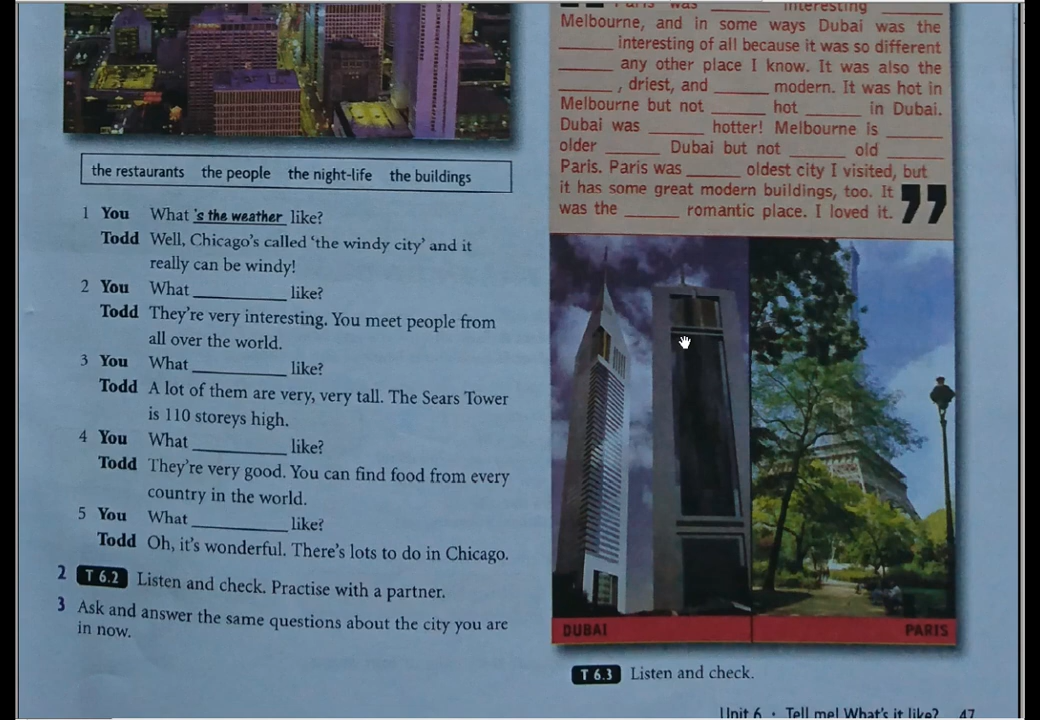 the restaurants the people the night-life the buildings
1 You What 's the weather like?
Todd Well, Chicago's called 'the windy city' and it
really can be windy!
2 You What __________ like?
Todd They're very interesting. You meet people from
all over the world.
3 You What __________ like?
Todd A lot of them are very, very tall. The Sears Tower
is 110 storeys high.
4 You What __________ like?
Todd They're very good. You can find food from every
country in the world.
5 You What __________ like?
Todd Oh, it's wonderful. There's lots to do in Chicago.
2 T 6.2 Listen and check. Practise with a partner.
3 Ask and answer the same questions about the city you are
in now.
Paris was ______ interesting ______
Melbourne, and in some ways Dubai was the
______ interesting of all because it was so different
______ any other place I know. It was also the
______, driest, and ______ modern. It was hot in
Melbourne but not ______ hot ______ in Dubai.
Dubai was ______ hotter! Melbourne is ______
older ______ Dubai but not ______ old ______
Paris. Paris was ______ oldest city I visited, but
it has some great modern buildings, too. It
was the ______ romantic place. I loved it. ”
DUBAI
PARIS
T 6.3 Listen and check.
Unit 6 · Tell me! What's it like? 47